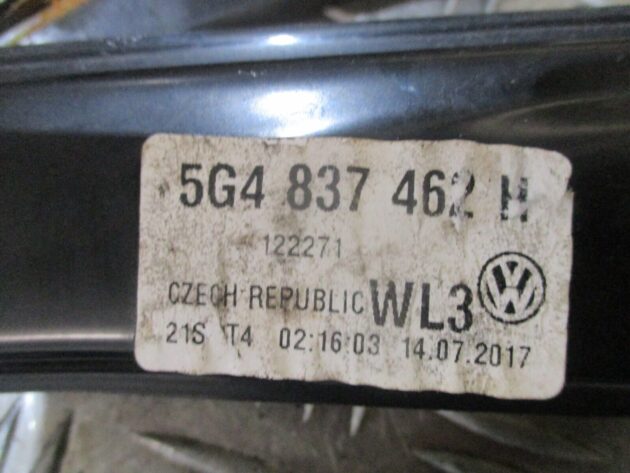 5G4 837 462 H
122271
CZECH REPUBLIC WL3
21S T4 02:16:03 14.07.2017